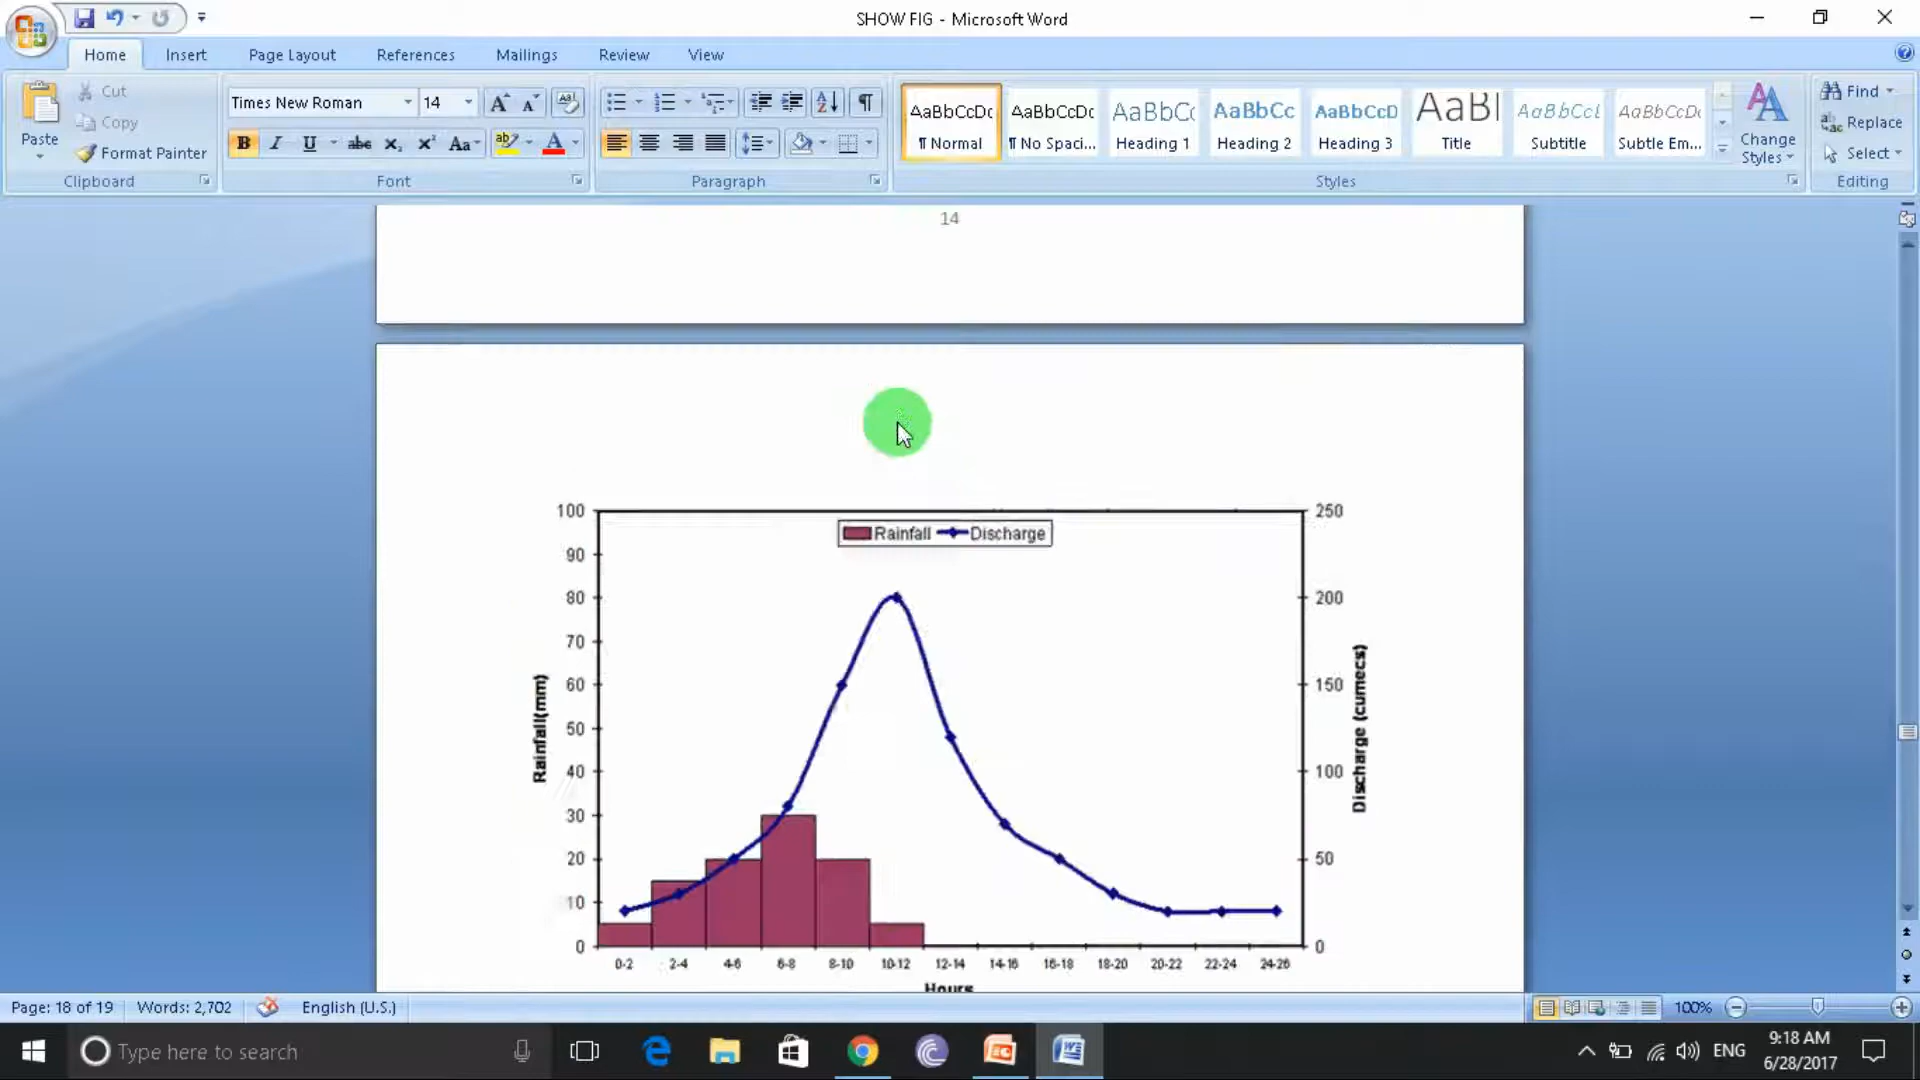 SHOW FIG - Microsoft Word
Home Insert Page Layout References Mailings Review View
Paste
Cut
Copy
Format Painter
Clipboard
Times New Roman 14
B I U abc X₂ X² Aa ab A
Font
Paragraph
AaBbCcDc AaBbCcDc AaBbCc AaBbCc AaBbCcD AaBl AaBbCcL AaBbCcDc
¶ Normal ¶ No Spaci... Heading 1 Heading 2 Heading 3 Title Subtitle Subtle Em...
Change Styles
Styles
Find
Replace
Select
Editing
14
Rainfall Discharge
100
90
80
70
60
50
40
30
20
10
0
Rainfall(mm)
250
200
150
100
50
0
Discharge (cumecs)
0-2 2-4 4-6 6-8 8-10 10-12 12-14 14-16 16-18 18-20 20-22 22-24 24-26
Hours
Page: 18 of 19 Words: 2,702 English (U.S.) 100%
Type here to search
ENG
9:18 AM
6/28/2017